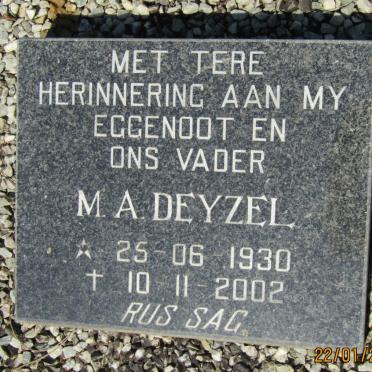 MET TERE
HERINNERING AAN MY
EGGENOOT EN
ONS VADER
M.A. DEYZEL
☆ 25-06-1930
✝ 10-11-2002
RUS SAG
22/01/2